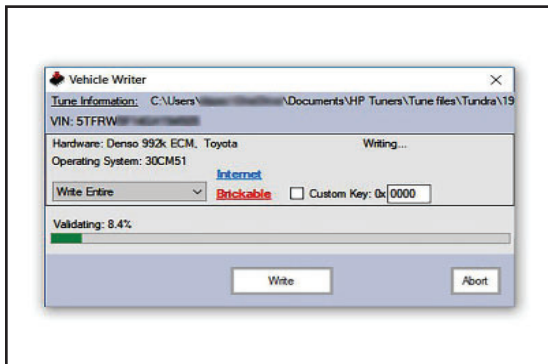 Vehicle Writer
Tune Information: C:\Users\ \Documents\HP Tuners\Tune files\Tundra\19
VIN: 5TFRW
Hardware: Denso 992k ECM, Toyota Writing...
Operating System: 30CM51
Internet
Write Entire Brickable Custom Key: 0x 0000
Validating: 8.4%
Write Abort